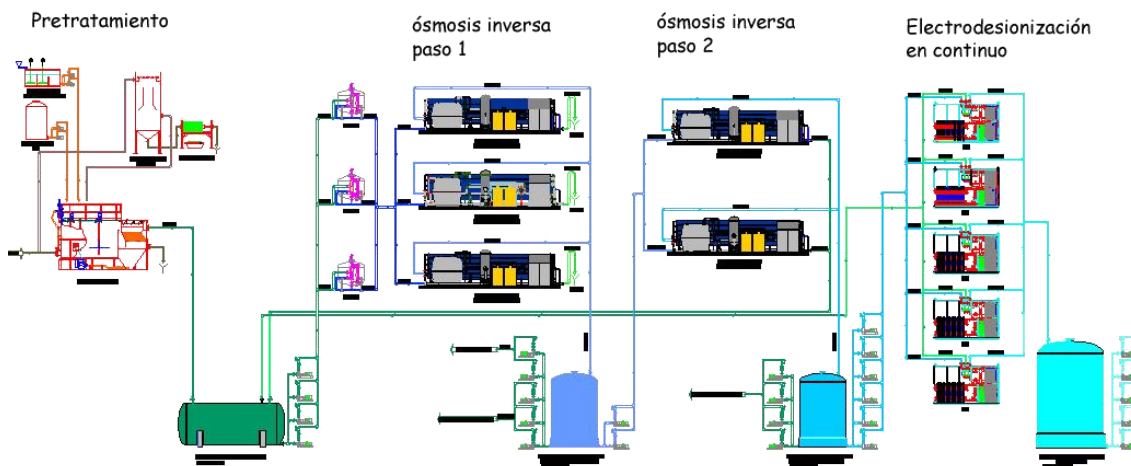 Pretratamiento
ósmosis inversa
paso 1
ósmosis inversa
paso 2
Electrodesionización
en continuo